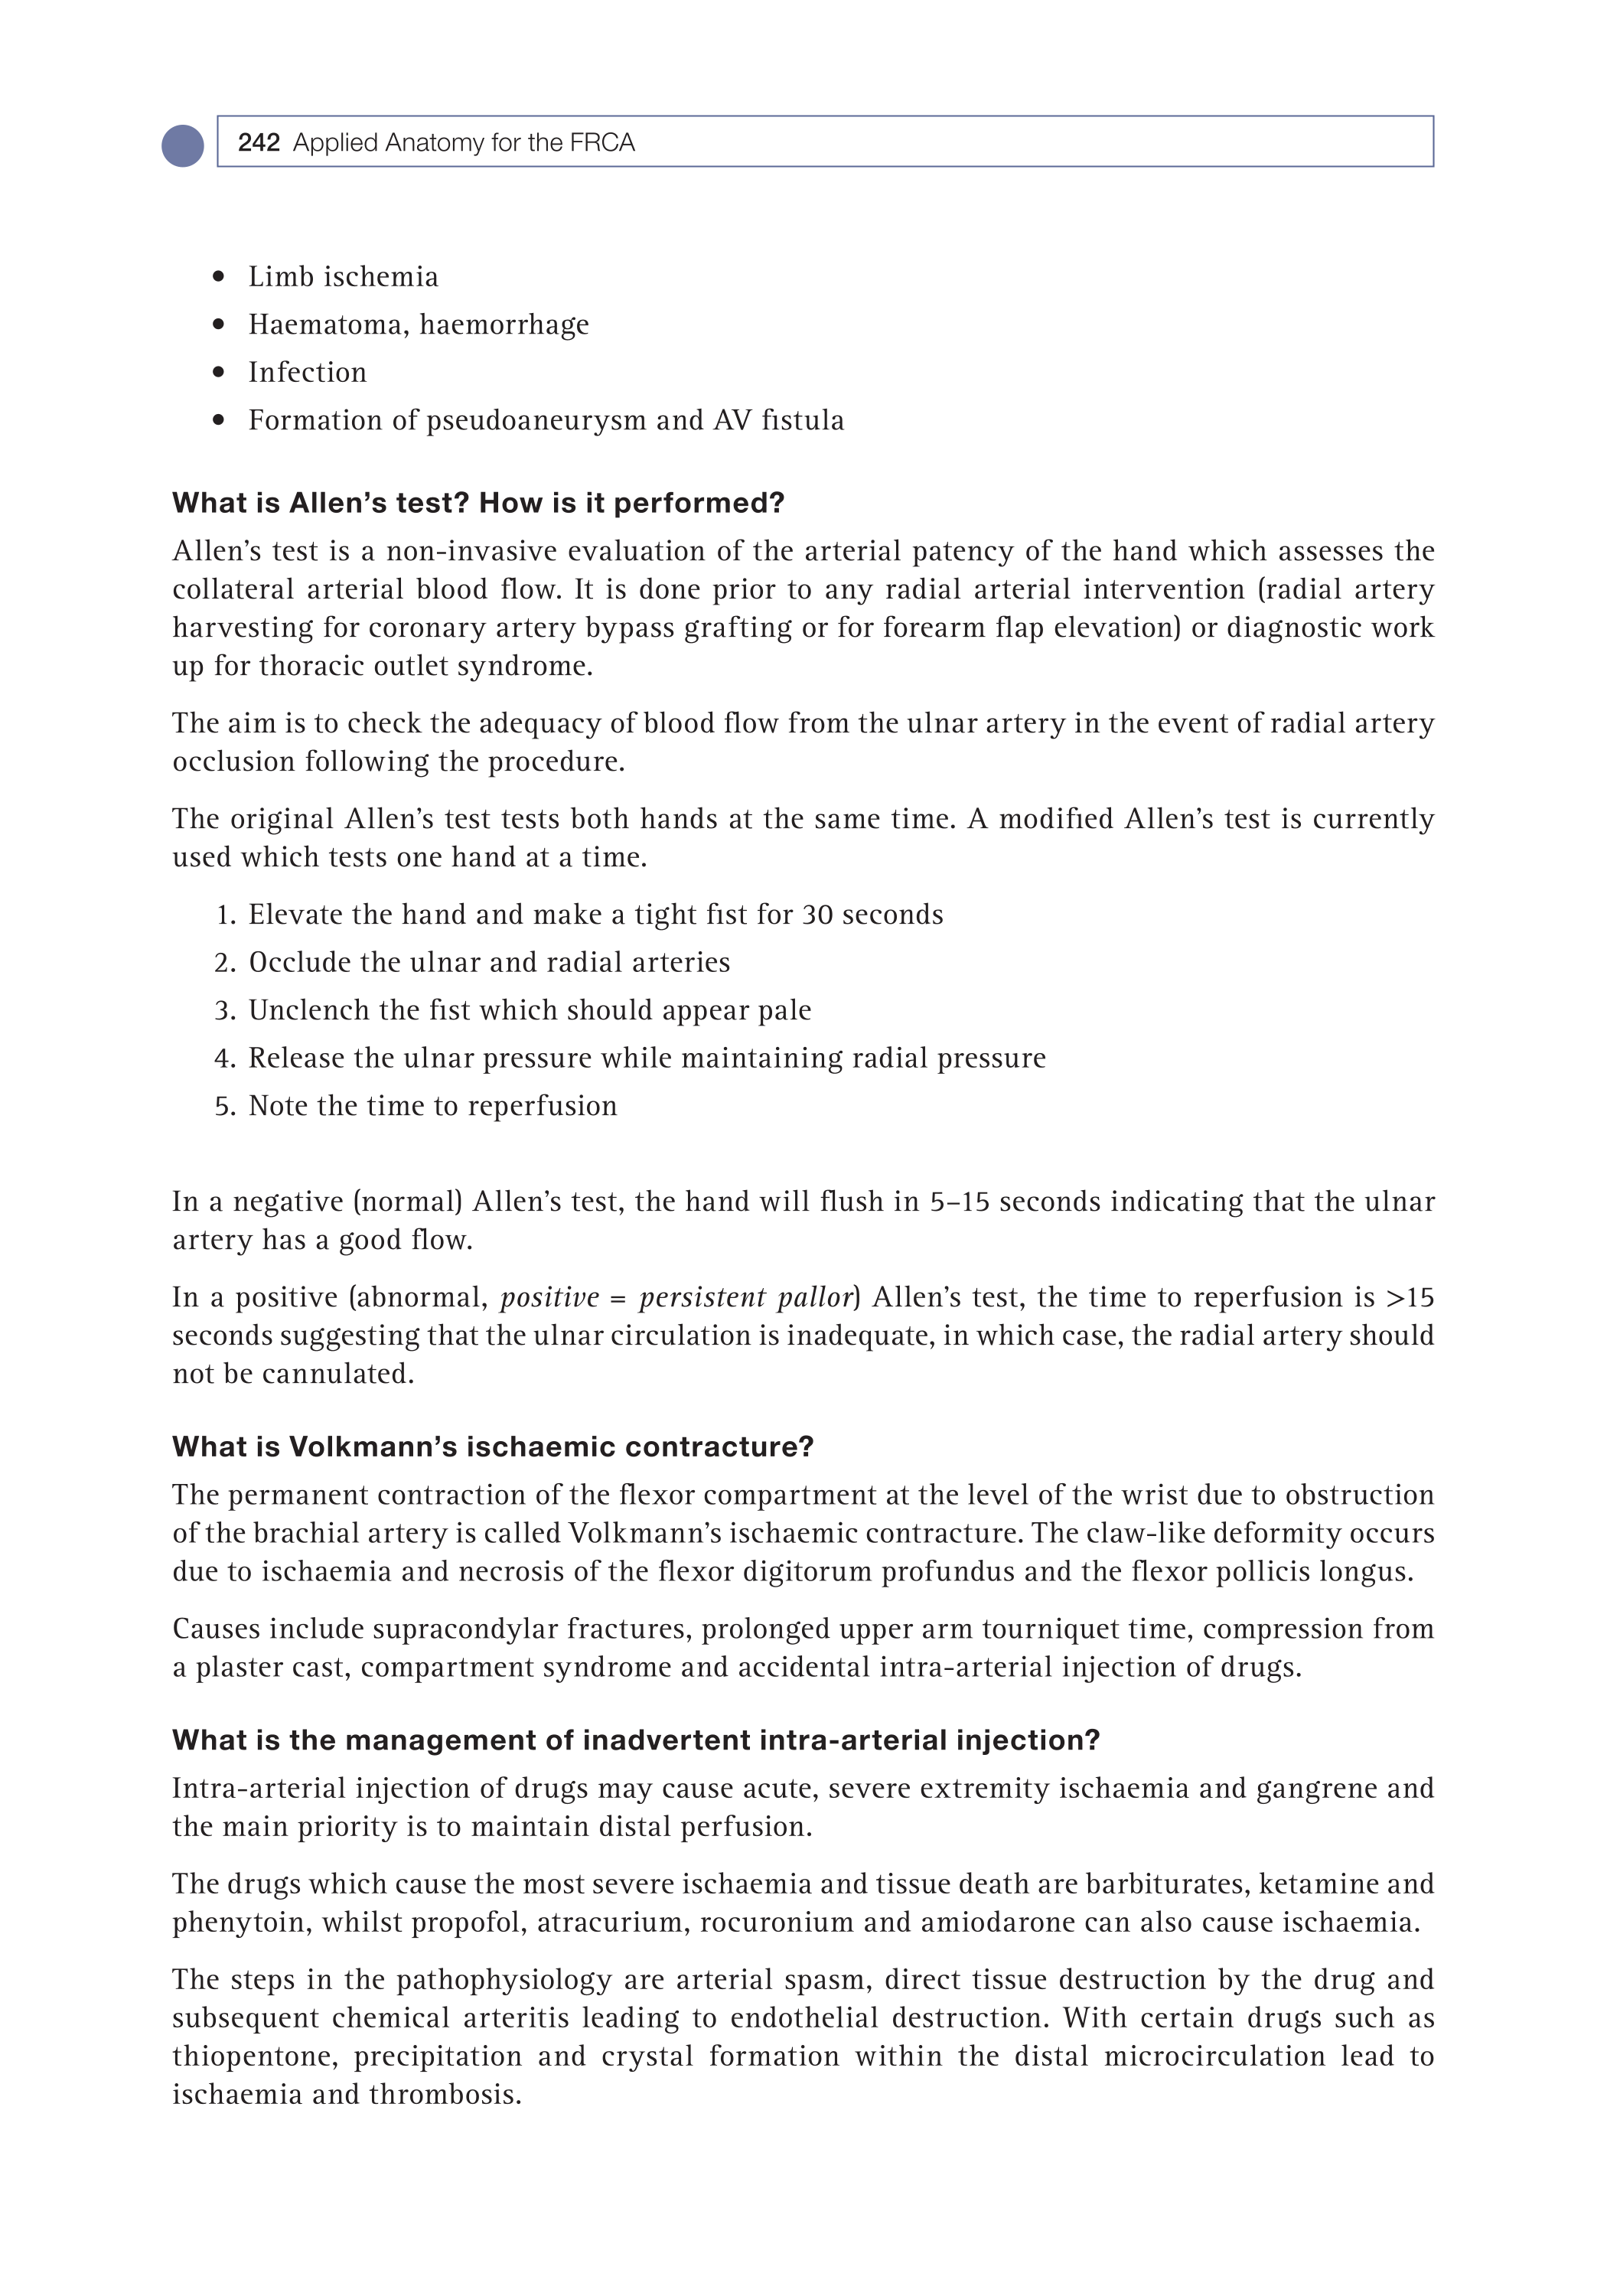 242 Applied Anatomy for the FRCA
• Limb ischemia
• Haematoma, haemorrhage
• Infection
• Formation of pseudoaneurysm and AV fistula
What is Allen’s test? How is it performed?
Allen’s test is a non-invasive evaluation of the arterial patency of the hand which assesses the
collateral arterial blood flow. It is done prior to any radial arterial intervention (radial artery
harvesting for coronary artery bypass grafting or for forearm flap elevation) or diagnostic work
up for thoracic outlet syndrome.
The aim is to check the adequacy of blood flow from the ulnar artery in the event of radial artery
occlusion following the procedure.
The original Allen’s test tests both hands at the same time. A modified Allen’s test is currently
used which tests one hand at a time.
1. Elevate the hand and make a tight fist for 30 seconds
2. Occlude the ulnar and radial arteries
3. Unclench the fist which should appear pale
4. Release the ulnar pressure while maintaining radial pressure
5. Note the time to reperfusion
In a negative (normal) Allen’s test, the hand will flush in 5–15 seconds indicating that the ulnar
artery has a good flow.
In a positive (abnormal, positive = persistent pallor) Allen’s test, the time to reperfusion is >15
seconds suggesting that the ulnar circulation is inadequate, in which case, the radial artery should
not be cannulated.
What is Volkmann’s ischaemic contracture?
The permanent contraction of the flexor compartment at the level of the wrist due to obstruction
of the brachial artery is called Volkmann’s ischaemic contracture. The claw-like deformity occurs
due to ischaemia and necrosis of the flexor digitorum profundus and the flexor pollicis longus.
Causes include supracondylar fractures, prolonged upper arm tourniquet time, compression from
a plaster cast, compartment syndrome and accidental intra-arterial injection of drugs.
What is the management of inadvertent intra-arterial injection?
Intra-arterial injection of drugs may cause acute, severe extremity ischaemia and gangrene and
the main priority is to maintain distal perfusion.
The drugs which cause the most severe ischaemia and tissue death are barbiturates, ketamine and
phenytoin, whilst propofol, atracurium, rocuronium and amiodarone can also cause ischaemia.
The steps in the pathophysiology are arterial spasm, direct tissue destruction by the drug and
subsequent chemical arteritis leading to endothelial destruction. With certain drugs such as
thiopentone, precipitation and crystal formation within the distal microcirculation lead to
ischaemia and thrombosis.